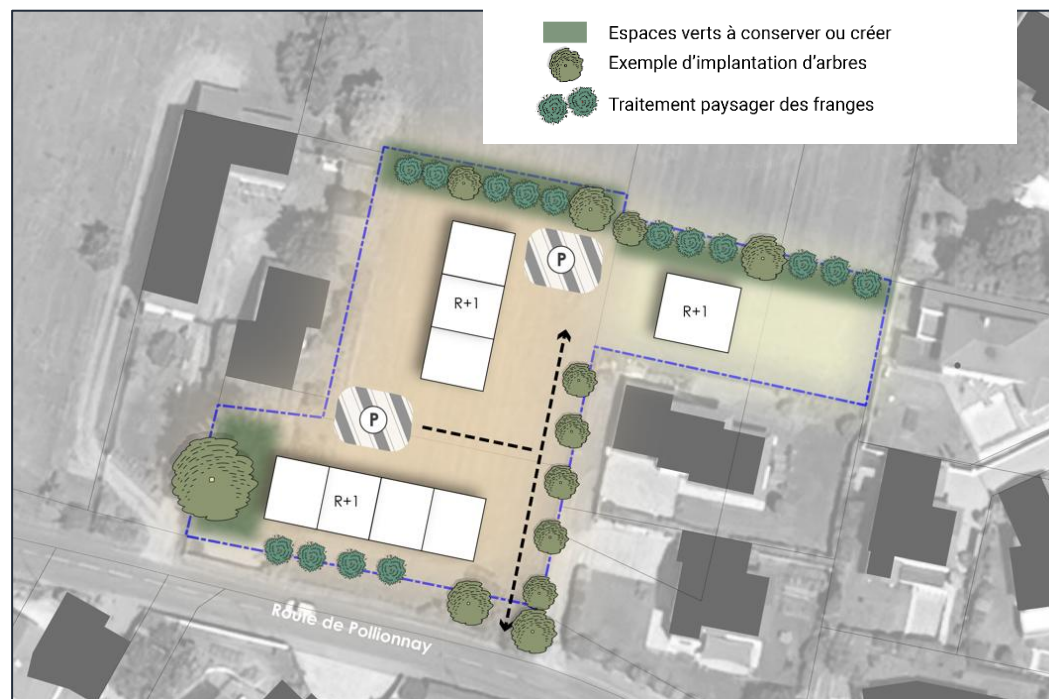 Espaces verts à conserver ou créer
Exemple d'implantation d'arbres
Traitement paysager des franges
P
R+1
R+1
P
R+1
Route de Pollionnay